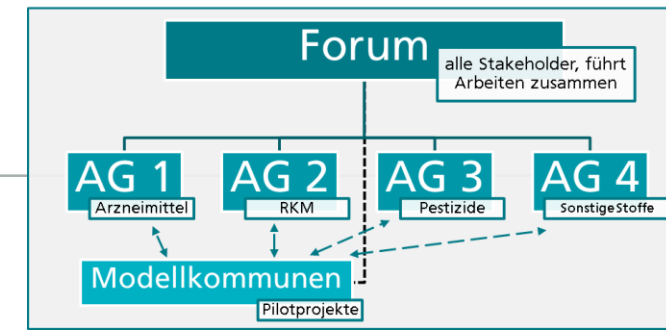 Forum
alle Stakeholder, führt
Arbeiten zusammen
AG 1
Arzneimittel
AG 2
RKM
AG 3
Pestizide
AG 4
Sonstige Stoffe
Modellkommunen
Pilotprojekte